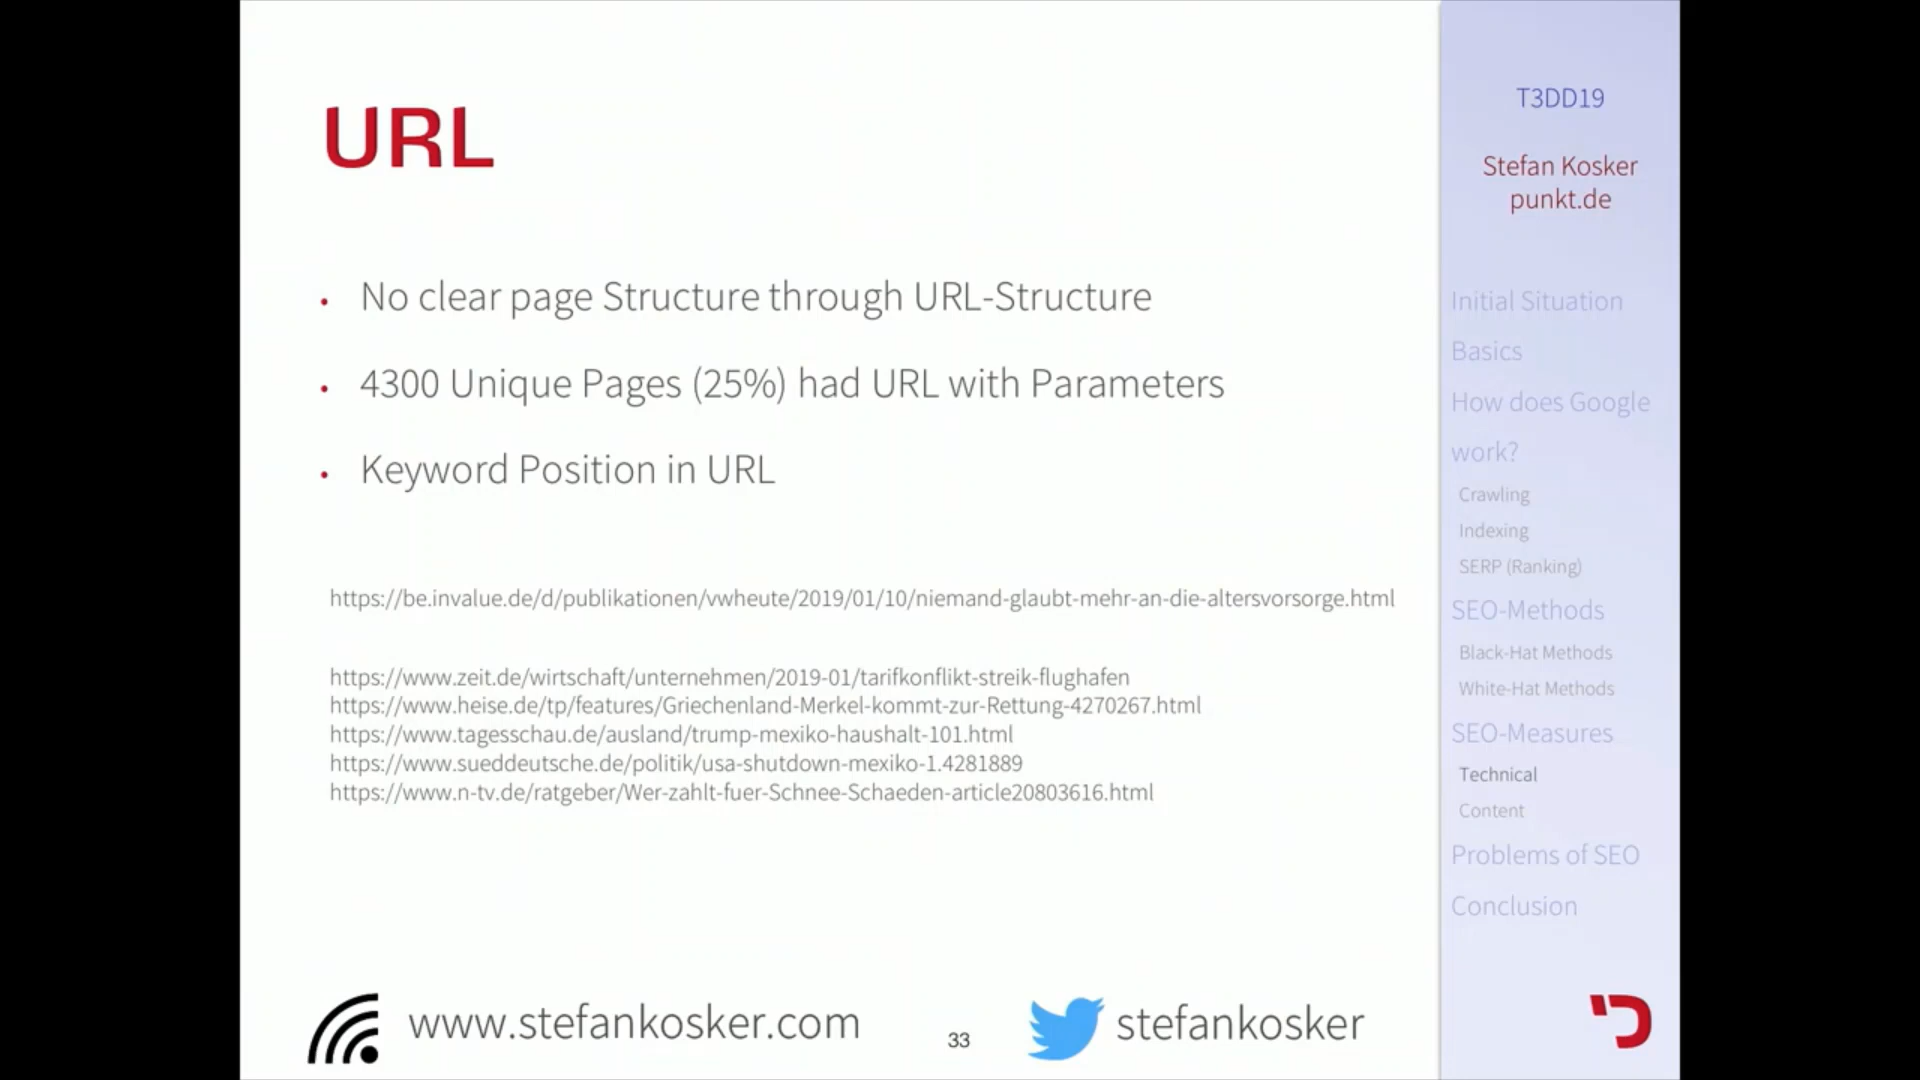 URL
• No clear page Structure through URL-Structure
• 4300 Unique Pages (25%) had URL with Parameters
• Keyword Position in URL
https://be.invalue.de/d/publikationen/vwheute/2019/01/10/niemand-glaubt-mehr-an-die-altersvorsorge.html
https://www.zeit.de/wirtschaft/unternehmen/2019-01/tarifkonflikt-streik-flughafen
https://www.heise.de/tp/features/Griechenland-Merkel-kommt-zur-Rettung-4270267.html
https://www.tagesschau.de/ausland/trump-mexiko-haushalt-101.html
https://www.sueddeutsche.de/politik/usa-shutdown-mexiko-1.4281889
https://www.n-tv.de/ratgeber/Wer-zahlt-fuer-Schnee-Schaeden-article20803616.html
www.stefankosker.com
33
stefankosker
T3DD19
Stefan Kosker
punkt.de
Initial Situation
Basics
How does Google
work?
Crawling
Indexing
SERP (Ranking)
SEO-Methods
Black-Hat Methods
White-Hat Methods
SEO-Measures
Technical
Content
Problems of SEO
Conclusion